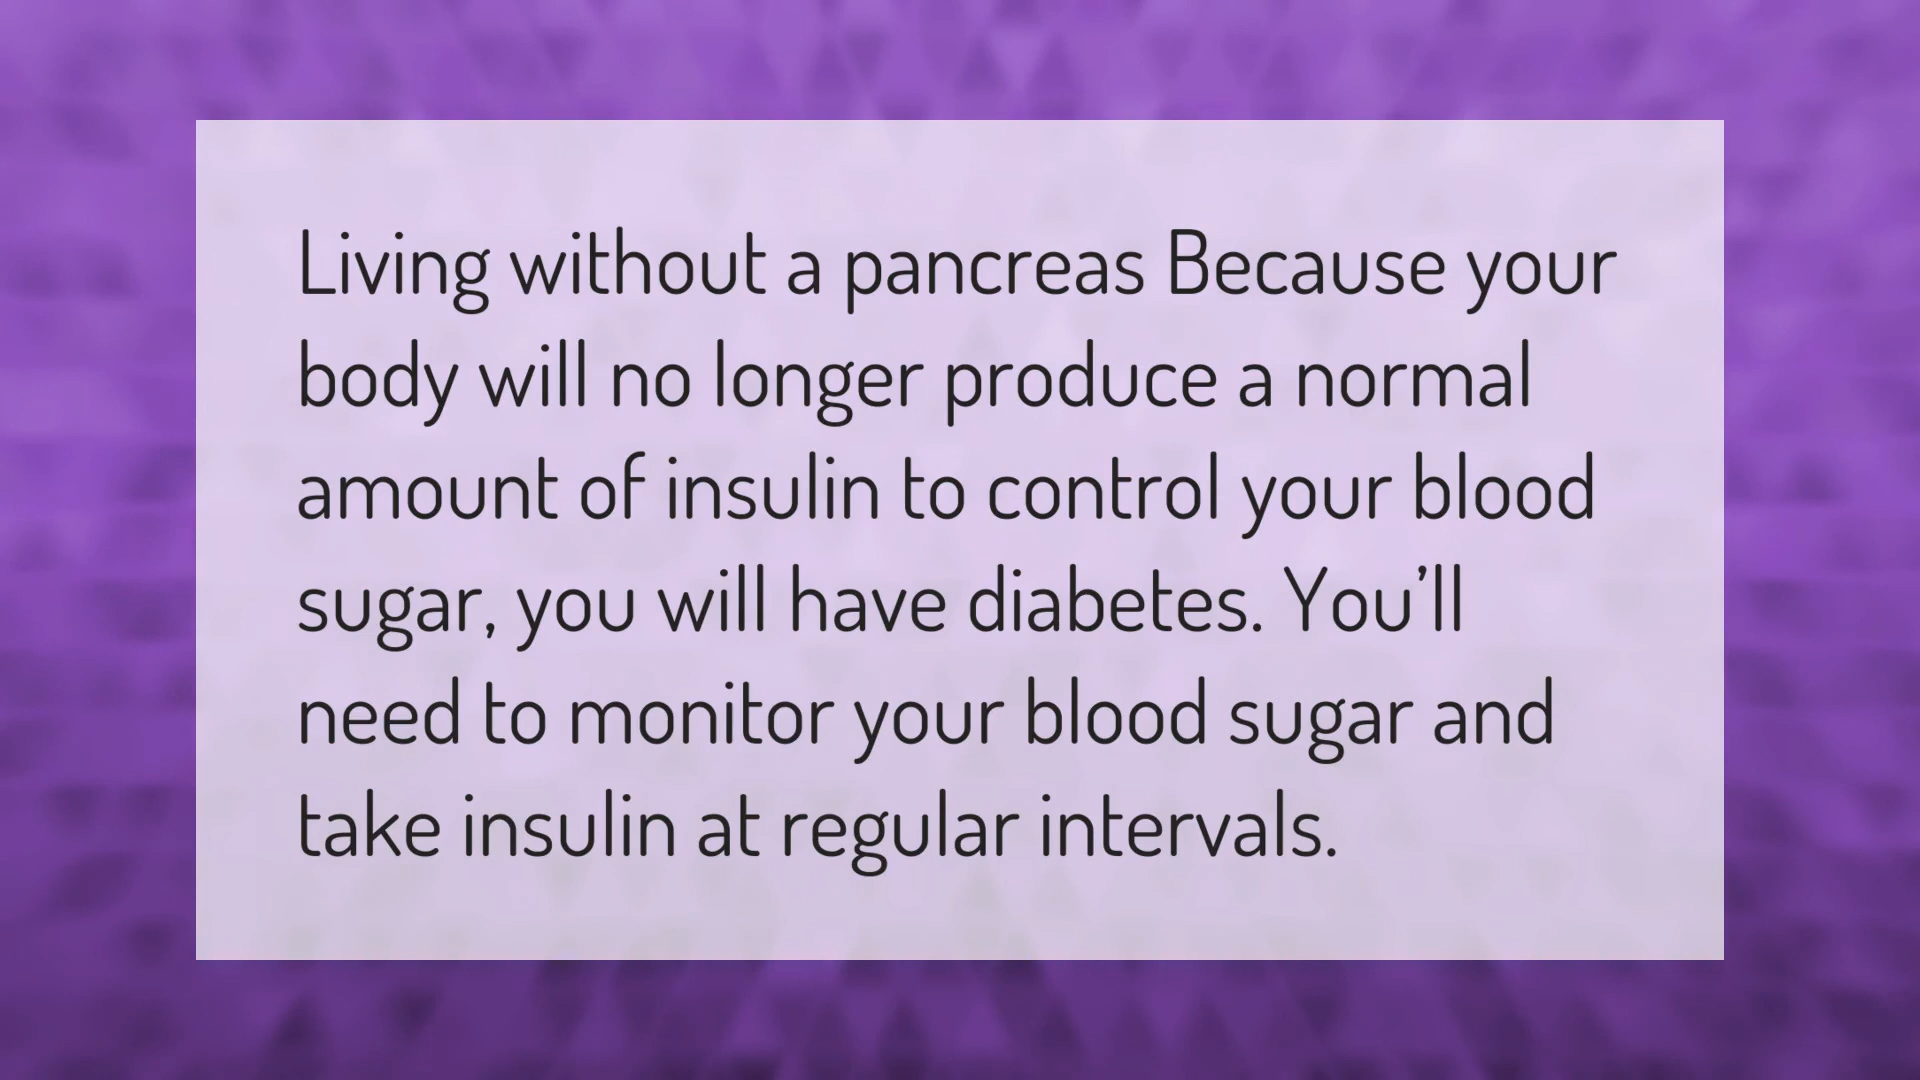 Living without a pancreas Because your
body will no longer produce a normal
amount of insulin to control your blood
sugar, you will have diabetes. You’ll
need to monitor your blood sugar and
take insulin at regular intervals.